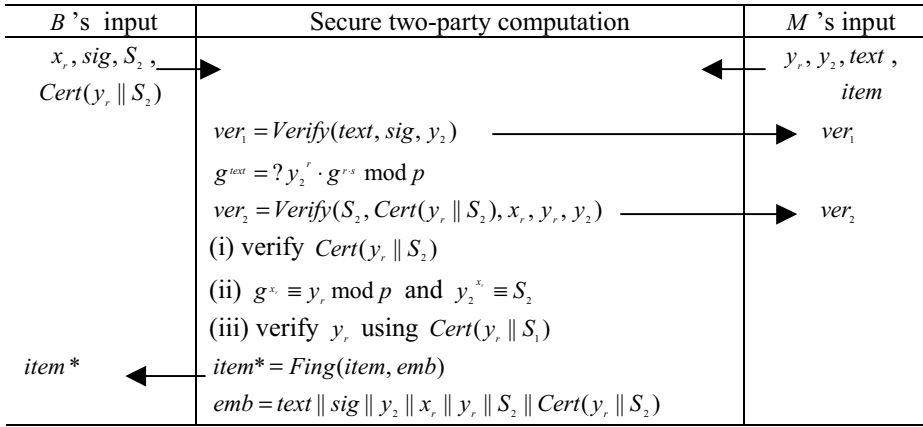 B 's input Secure two-party computation M 's input
x_r, sig, S_2, y_r, y_2, text,
Cert(y_r || S_2) item
ver_1 = Verify(text, sig, y_2) ver_1
g^{text} = ? y_2^r · g^{r·s} mod p
ver_2 = Verify(S_2, Cert(y_r || S_2), x_r, y_r, y_2) ver_2
(i) verify Cert(y_r || S_2)
(ii) g^{x_r} ≡ y_r mod p and y_2^{x_r} ≡ S_2
(iii) verify y_r using Cert(y_r || S_1)
item* item* = Fing(item, emb)
emb = text || sig || y_2 || x_r || y_r || S_2 || Cert(y_r || S_2)